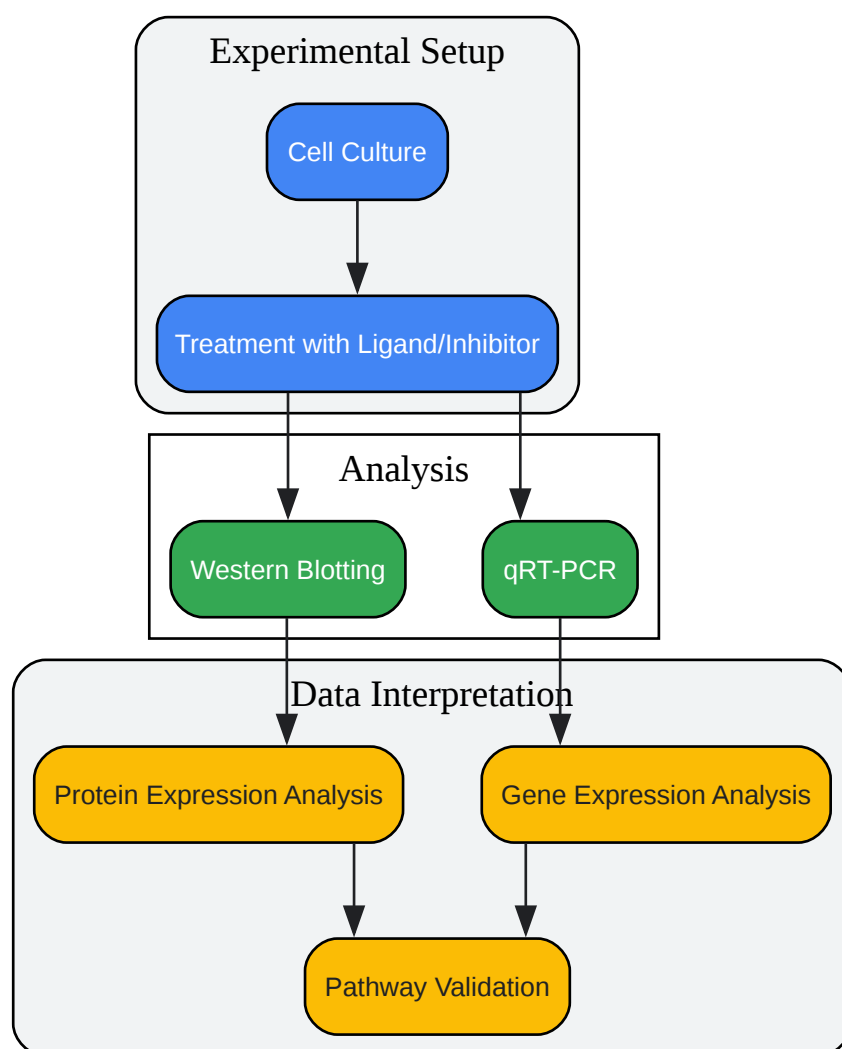 Experimental Setup
Cell Culture
Treatment with Ligand/Inhibitor
Analysis
Western Blotting
qRT-PCR
Data Interpretation
Protein Expression Analysis
Gene Expression Analysis
Pathway Validation